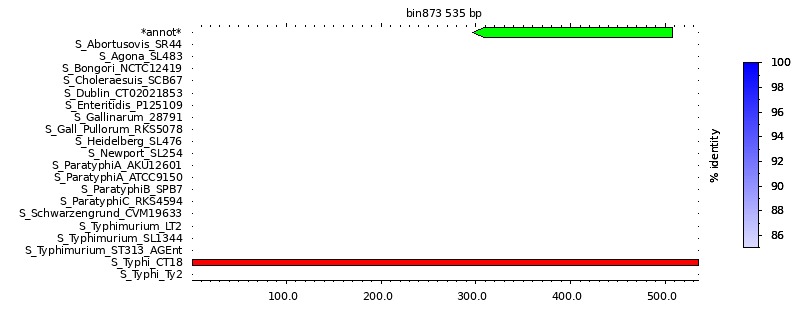 bin873 535 bp
*annot*
S_Abortusovis_SR44
S_Agona_SL483
S_Bongori_NCTC12419
S_Choleraesuis_SCB67
S_Dublin_CT02021853
S_Enteritidis_P125109
S_Gallinarum_28791
S_Gall_Pullorum_RKS5078
S_Heidelberg_SL476
S_Newport_SL254
S_ParatyphiA_AKU12601
S_ParatyphiA_ATCC9150
S_ParatyphiB_SPB7
S_ParatyphiC_RKS4594
S_Schwarzengrund_CVM19633
S_Typhimurium_LT2
S_Typhimurium_SL1344
S_Typhimurium_ST313_AGEnt
S_Typhi_CT18
S_Typhi_Ty2
100.0 200.0 300.0 400.0 500.0
% identity
100
98
96
94
92
90
88
86